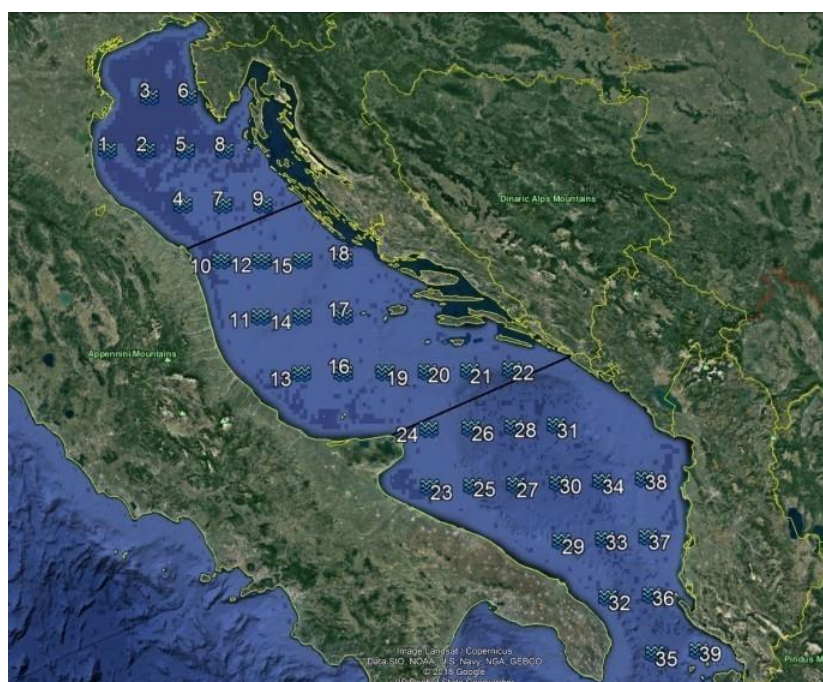 3 6
1 2 5 8
4 7 9
Dinaric Alps Mountains
10 12 15 18
11 14 17
Appennini Mountains
13 16 19 20 21 22
24 26 28 31
23 25 27 30 34 38
29 33 37
32 36
Image Landsat / Copernicus
Data SIO, NOAA, U.S. Navy, NGA, GEBCO
© 2018 Google
35 39
Pindus M